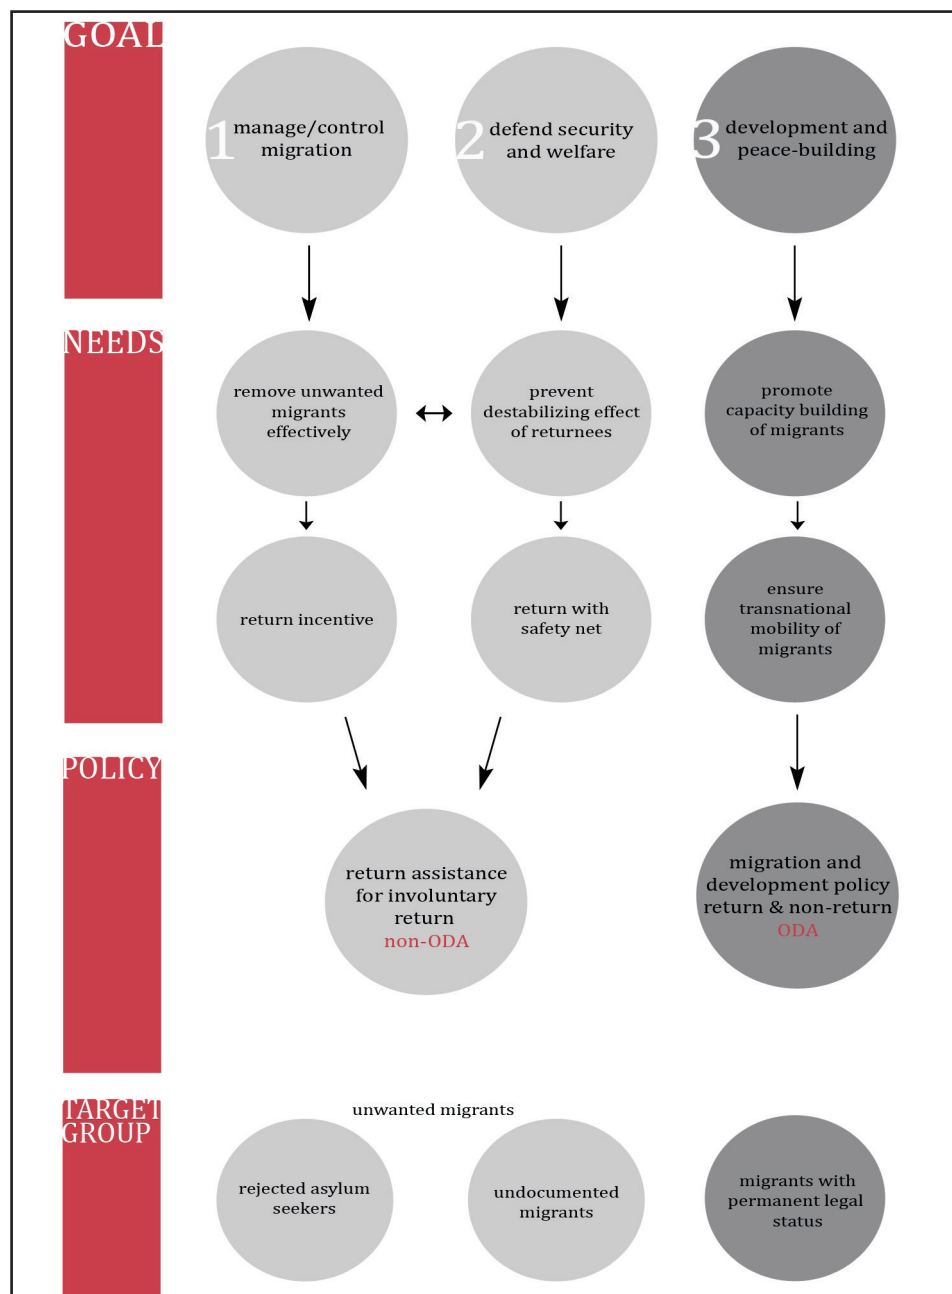 GOAL
1
manage/control
migration
2
defend security
and welfare
3
development and
peace-building
NEEDS
remove unwanted
migrants
effectively
prevent
destabilizing effect
of returnees
promote
capacity building
of migrants
return incentive
return with
safety net
ensure
transnational
mobility of
migrants
POLICY
return assistance
for involuntary
return
non-ODA
migration and
development policy
return & non-return
ODA
TARGET
GROUP
unwanted migrants
rejected asylum
seekers
undocumented
migrants
migrants with
permanent legal
status